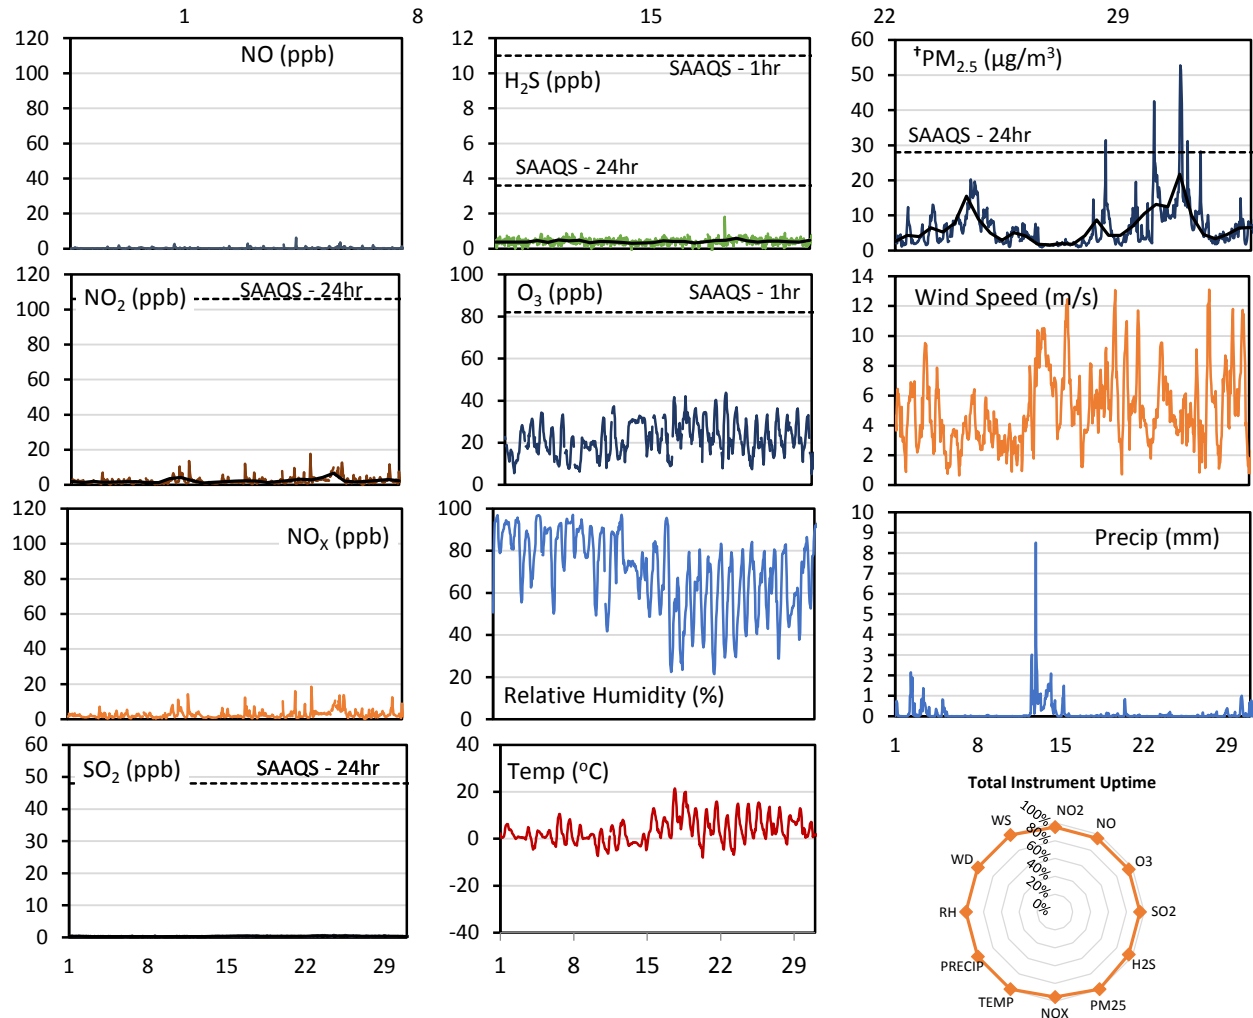 1 8 15 22 29
NO (ppb)
120
100
80
60
40
20
0
H2S (ppb)
SAAQS - 1hr
SAAQS - 24hr
12
10
8
6
4
2
0
†PM2.5 (µg/m3)
SAAQS - 24hr
60
50
40
30
20
10
0
NO2 (ppb)
SAAQS - 24hr
120
100
80
60
40
20
0
O3 (ppb)
SAAQS - 1hr
100
80
60
40
20
0
Wind Speed (m/s)
14
12
10
8
6
4
2
0
NOX (ppb)
120
100
80
60
40
20
0
Relative Humidity (%)
100
80
60
40
20
0
Precip (mm)
10
9
8
7
6
5
4
3
2
1
0
1 8 15 22 29
SO2 (ppb)
SAAQS - 24hr
60
50
40
30
20
10
0
1 8 15 22 29
Temp (oC)
40
20
0
-20
-40
1 8 15 22 29
Total Instrument Uptime
100%
80%
60%
40%
20%
0%
NO2
NO
O3
SO2
H2S
PM25
NOX
TEMP
PRECIP
RH
WD
WS